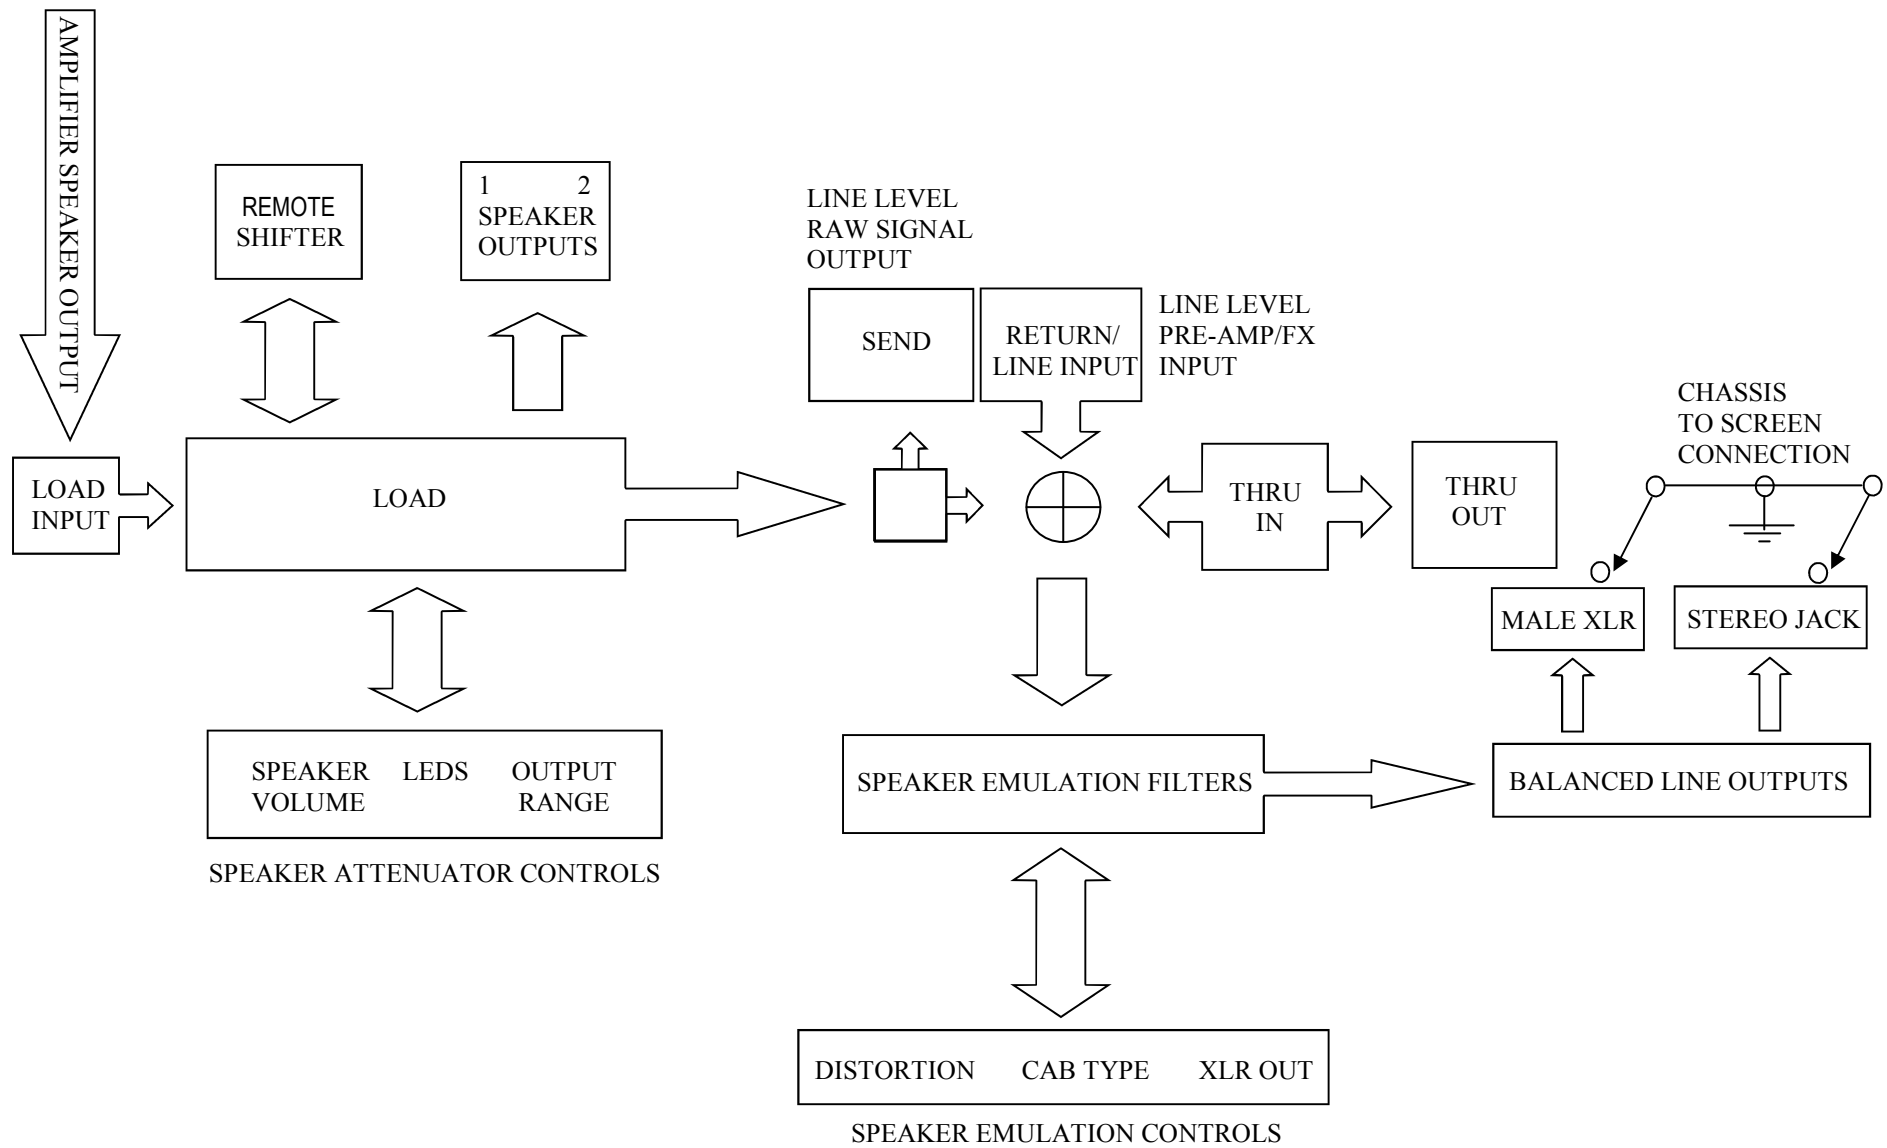 AMPLIFIER SPEAKER OUTPUT
REMOTE
SHIFTER
1 2
SPEAKER
OUTPUTS
LINE LEVEL
RAW SIGNAL
OUTPUT
SEND
RETURN/
LINE INPUT
LINE LEVEL
PRE-AMP/FX
INPUT
CHASSIS
TO SCREEN
CONNECTION
LOAD
INPUT
LOAD
THRU
IN
THRU
OUT
MALE XLR
STEREO JACK
SPEAKER LEDS OUTPUT
VOLUME RANGE
SPEAKER ATTENUATOR CONTROLS
SPEAKER EMULATION FILTERS
BALANCED LINE OUTPUTS
DISTORTION CAB TYPE XLR OUT
SPEAKER EMULATION CONTROLS